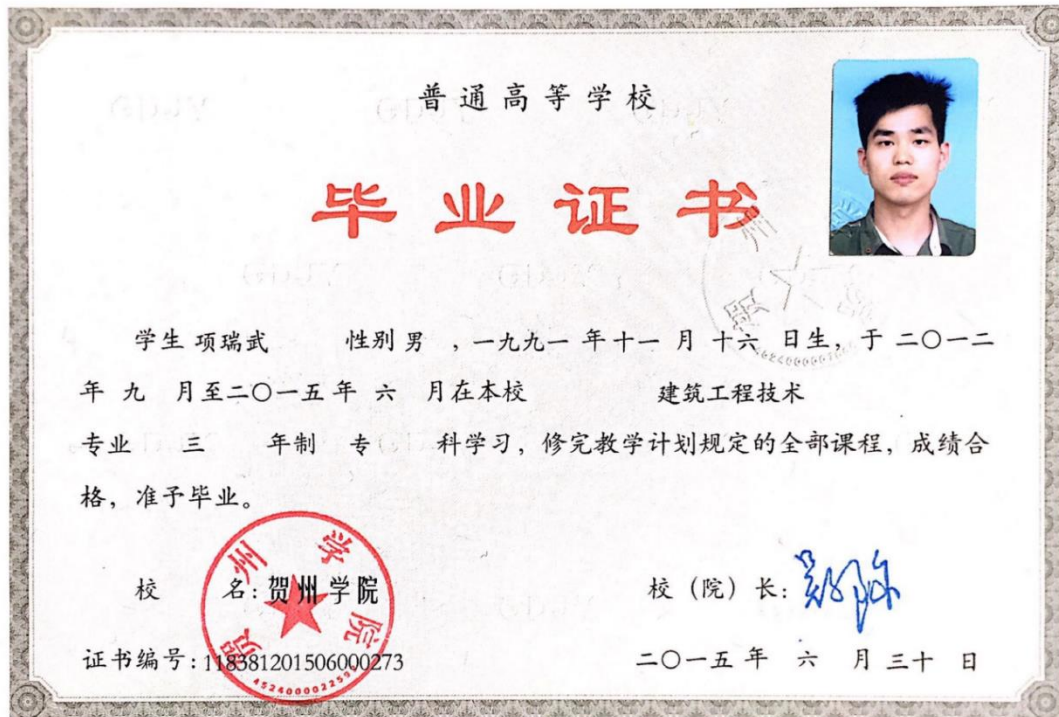 普通高等学校
毕业证书
学生 项瑞武 性别 男 ，一九九一 年 十一 月 十六 日生，于 二〇一二
年 九 月至二〇一五 年 六 月在本校 建筑工程技术
专业 三 年制 专 科学习，修完教学计划规定的全部课程，成绩合
格，准予毕业。
校 名：贺州学院
校（院）长：
贺州学院
证书编号：118381201506000273
二〇一五 年 六 月 三十 日